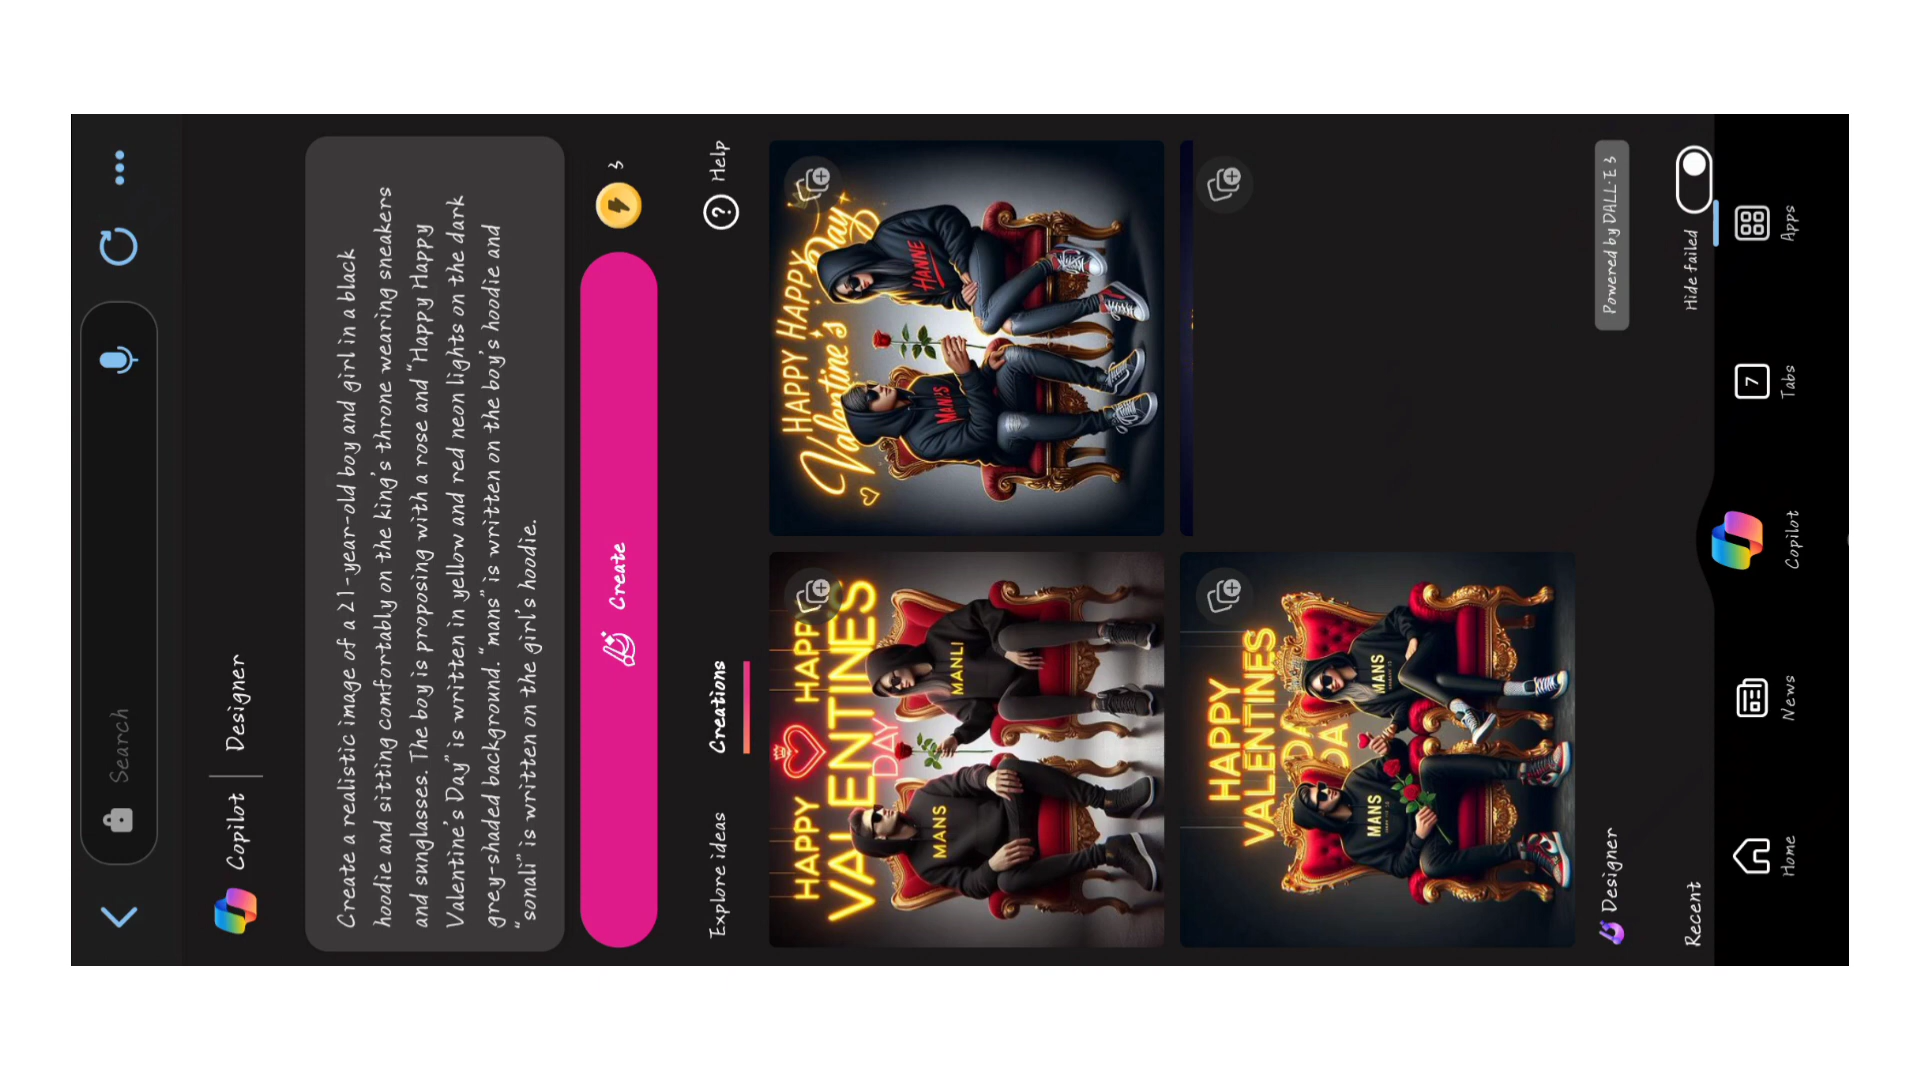 Search
Copilot | Designer
Create a realistic image of a 21-year-old boy and girl in a black
hoodie and sitting comfortably on the king's throne wearing sneakers
and sunglasses. The boy is proposing with a rose and "Happy Happy
Valentine's Day" is written in yellow and red neon lights on the dark
grey-shaded background. "mans" is written on the boy's hoodie and
"sonali" is written on the girl's hoodie.
Create
3
Explore ideas
Creations
Help
HAPPY HAPPY
VALENTINES
DAY
MANS
MANLI
HAPPY HAPPY
Valentine's Day
MANS
HANNE
HAPPY
VALENTINES
DAY
MANS
MANS
Designer
Powered by DALL·E 3
Recent
Hide failed
Home
News
Copilot
7
Tabs
Apps